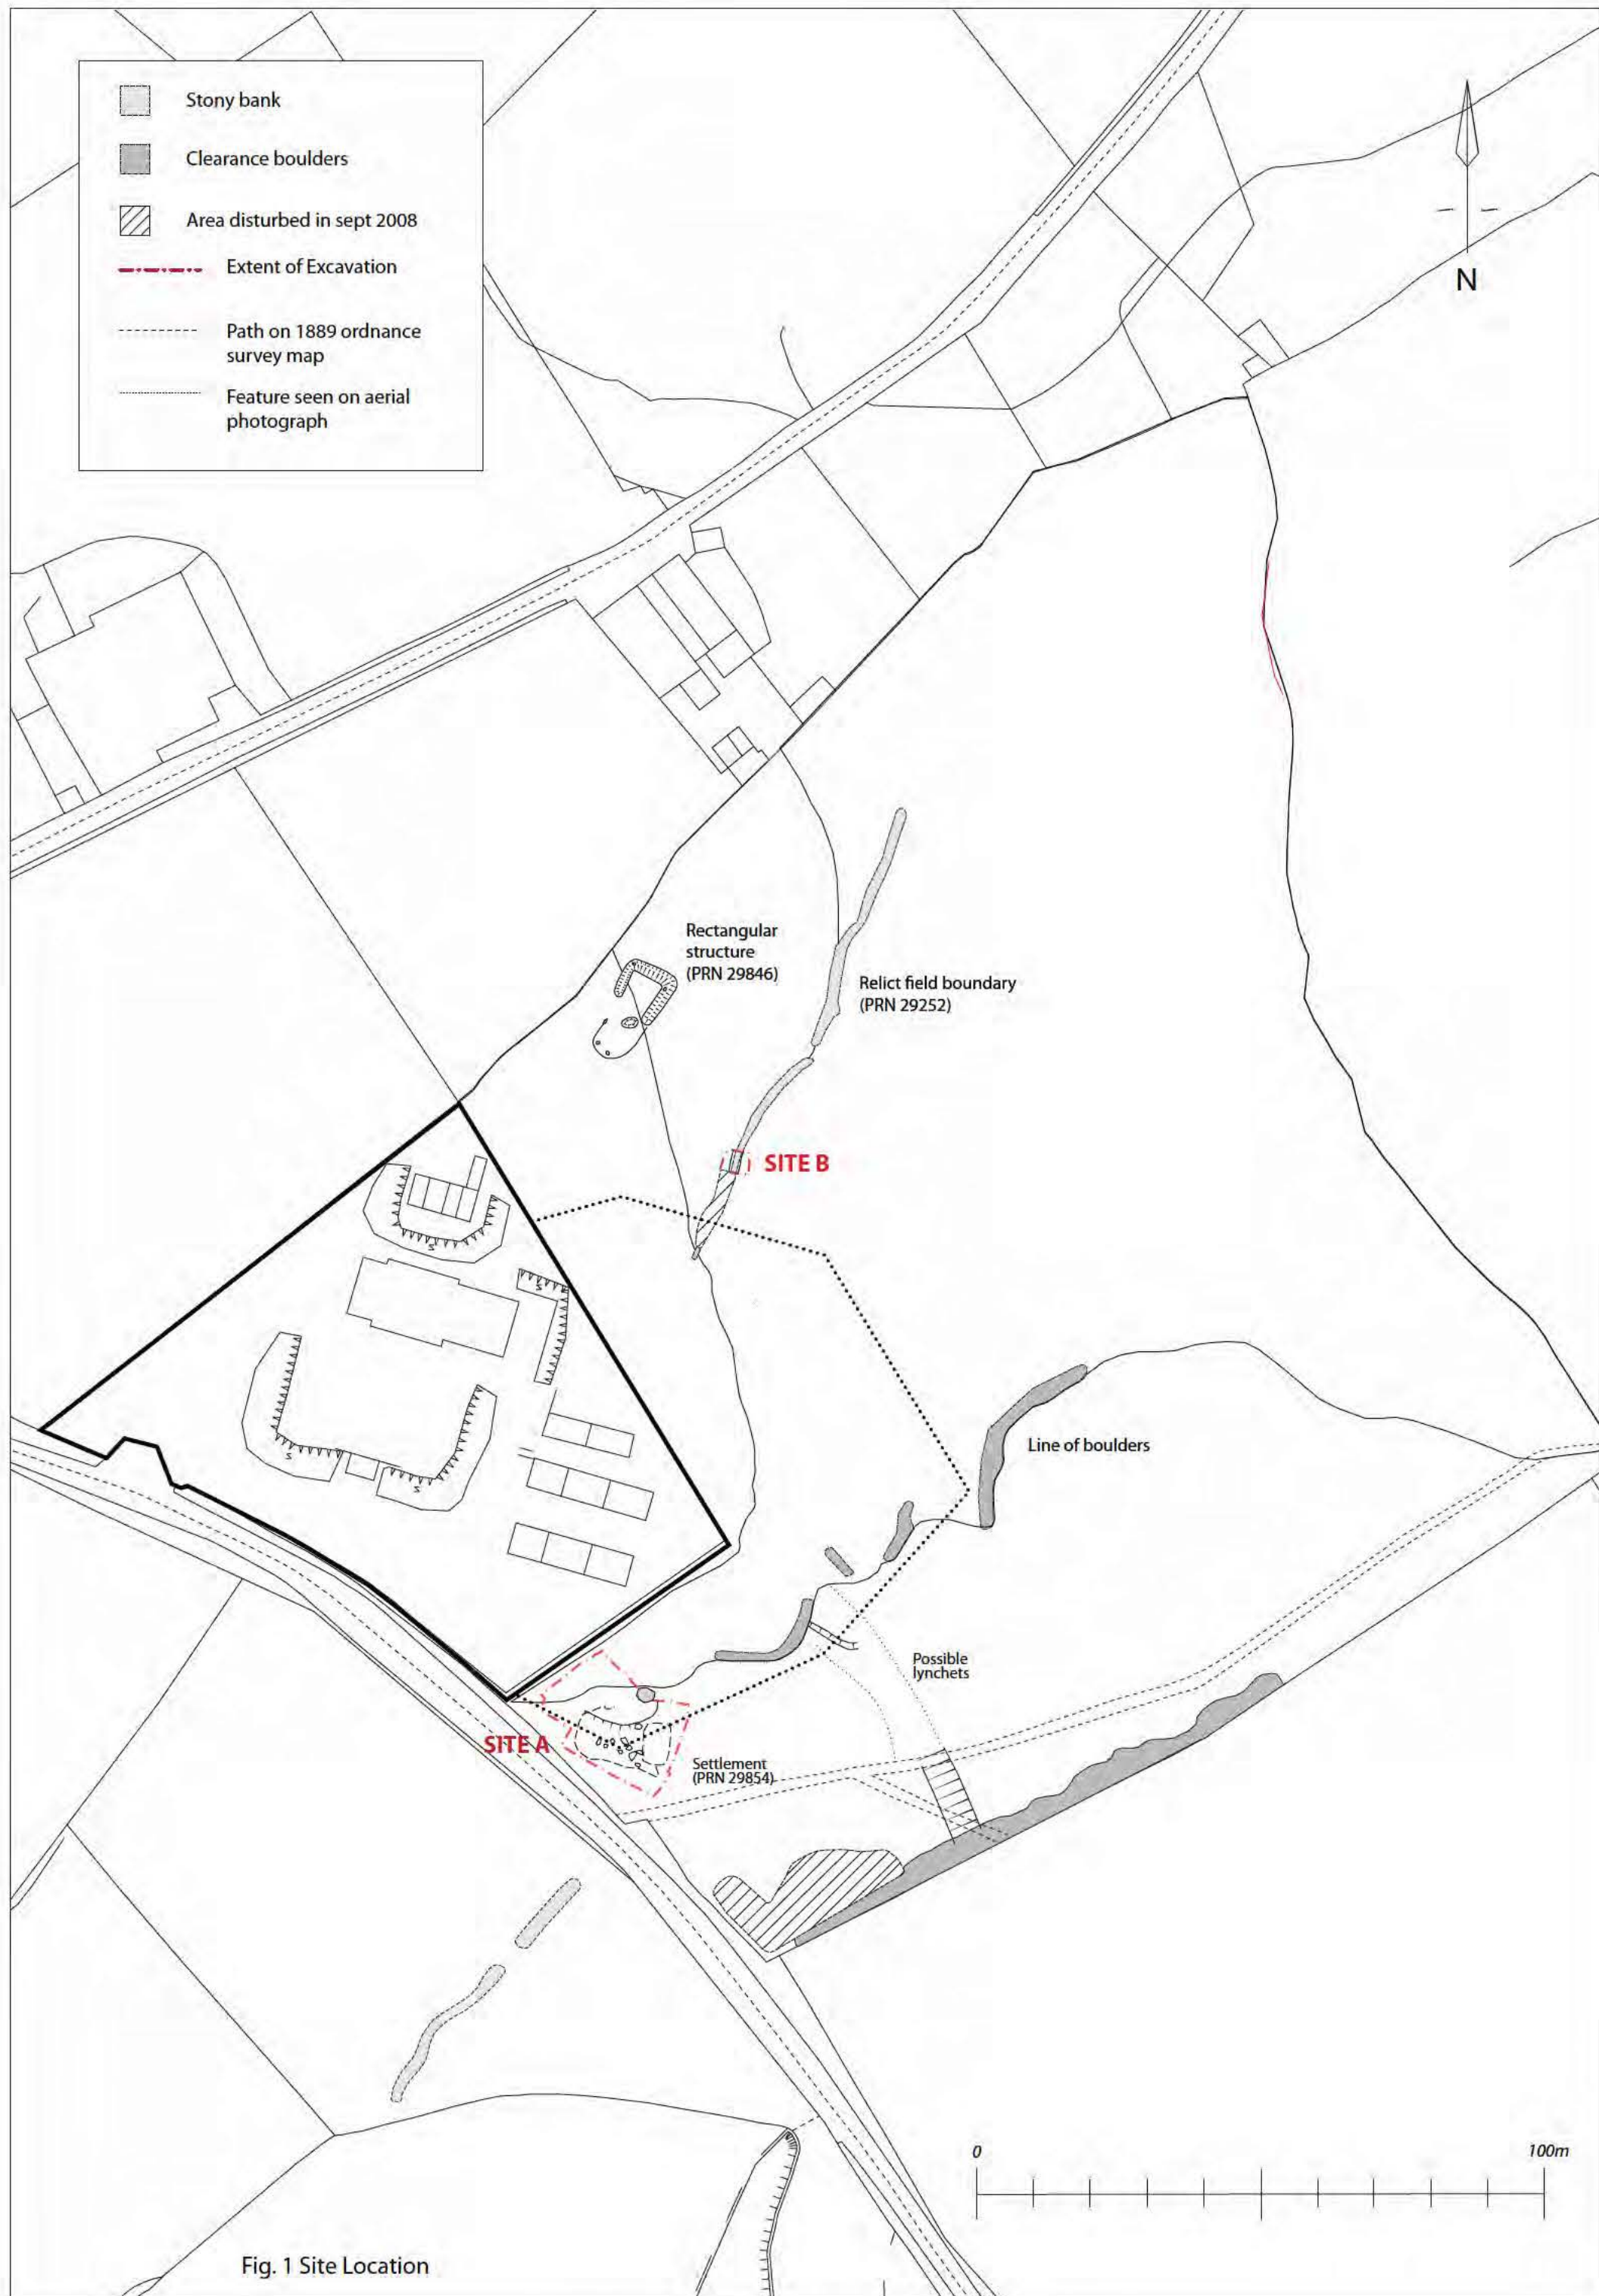 Stony bank
Clearance boulders
Area disturbed in sept 2008
Extent of Excavation
Path on 1889 ordnance
survey map
Feature seen on aerial
photograph
N
Rectangular
structure
(PRN 29846)
Relict field boundary
(PRN 29252)
SITE B
Line of boulders
Possible
lynchets
SITE A
Settlement
(PRN 29854)
0
100m
Fig. 1 Site Location